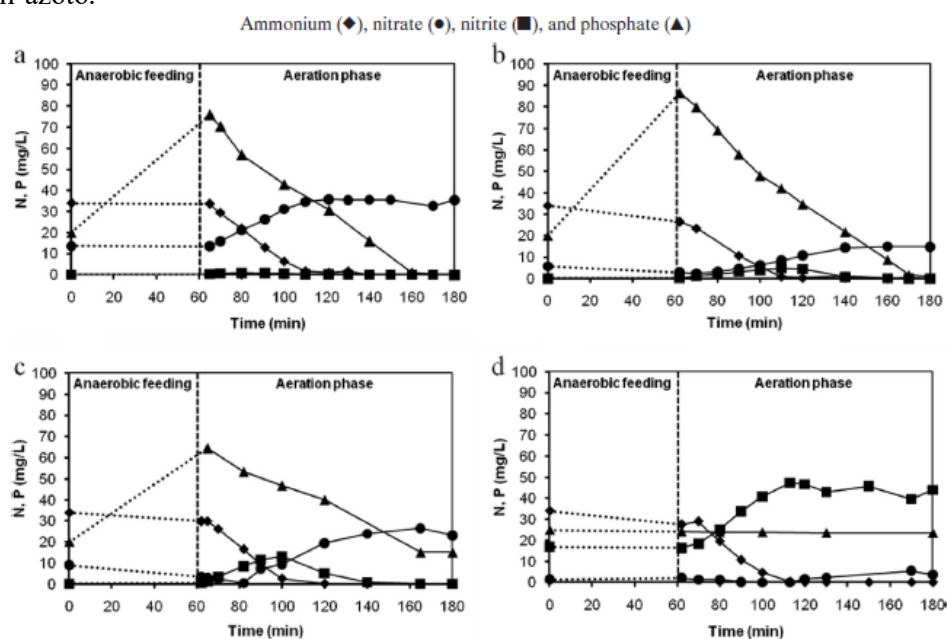 azoto.
Ammonium (◆), nitrate (●), nitrite (■), and phosphate (▲)
a
Anaerobic feeding
Aeration phase
N, P (mg/L)
100
90
80
70
60
50
40
30
20
10
0
0 20 40 60 80 100 120 140 160 180
Time (min)
b
Anaerobic feeding
Aeration phase
N, P (mg/L)
100
90
80
70
60
50
40
30
20
10
0
0 20 40 60 80 100 120 140 160 180
Time (min)
c
Anaerobic feeding
Aeration phase
N, P (mg/L)
100
90
80
70
60
50
40
30
20
10
0
0 20 40 60 80 100 120 140 160 180
Time (min)
d
Anaerobic feeding
Aeration phase
N, P (mg/L)
100
90
80
70
60
50
40
30
20
10
0
0 20 40 60 80 100 120 140 160 180
Time (min)